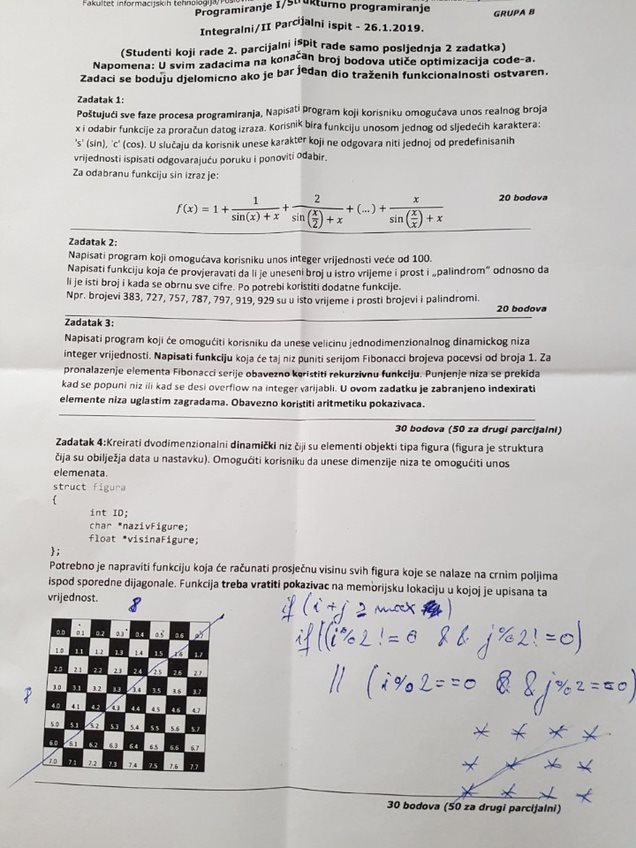 Fakultet informacijskih tehnologija/Poslovne
Programiranje I/Strukturno programiranje
GRUPA B
Integralni/II Parcijalni ispit - 26.1.2019.
(Studenti koji rade 2. parcijalni ispit rade samo posljednja 2 zadatka)
Napomena: U svim zadacima na konačan broj bodova utiče optimizacija code-a.
Zadaci se boduju djelomicno ako je bar jedan dio traženih funkcionalnosti ostvaren.
Zadatak 1:
Poštujući sve faze procesa programiranja, Napisati program koji korisniku omogućava unos realnog broja
x i odabir funkcije za proračun datog izraza. Korisnik bira funkciju unosom jednog od sljedećih karaktera:
's' (sin), 'c' (cos). U slučaju da korisnik unese karakter koji ne odgovara niti jednoj od predefinisanih
vrijednosti ispisati odgovarajuću poruku i ponoviti odabir.
Za odabranu funkciju sin izraz je:
f(x) = 1 + 1/(sin(x) + x) + 2/(sin(x/2) + x) + (...) + x/(sin(x/x) + x)
20 bodova
Zadatak 2:
Napisati program koji omogućava korisniku unos integer vrijednosti veće od 100.
Napisati funkciju koja će provjeravati da li je uneseni broj u istro vrijeme i prost i „palindrom" odnosno da
li je isti broj i kada se obrnu sve cifre. Po potrebi koristiti dodatne funkcije.
Npr. brojevi 383, 727, 757, 787, 797, 919, 929 su u isto vrijeme i prosti brojevi i palindromi.
20 bodova
Zadatak 3:
Napisati program koji će omogućiti korisniku da unese velicinu jednodimenzionalnog dinamickog niza
integer vrijednosti. Napisati funkciju koja će taj niz puniti serijom Fibonacci brojeva pocevsi od broja 1. Za
pronalazenje elementa Fibonacci serije obavezno koristiti rekurzivnu funkciju. Punjenje niza se prekida
kad se popuni niz ili kad se desi overflow na integer varijabli. U ovom zadatku je zabranjeno indexirati
elemente niza uglastim zagradama. Obavezno koristiti aritmetiku pokazivaca.
30 bodova (50 za drugi parcijalni)
Zadatak 4:Kreirati dvodimenzionalni dinamički niz čiji su elementi objekti tipa figura (figura je struktura
čija su obilježja data u nastavku). Omogućiti korisniku da unese dimenzije niza te omogućiti unos
elemenata.
struct figura
{
int ID;
char *nazivFigure;
float *visinaFigure;
};
Potrebno je napraviti funkciju koja će računati prosječnu visinu svih figura koje se nalaze na crnim poljima
ispod sporedne dijagonale. Funkcija treba vratiti pokazivac na memorijsku lokaciju u kojoj je upisana ta
vrijednost.
8
8
0.0 0.1 0.2 0.3 0.4 0.5 0.6 0.7
1.0 1.1 1.2 1.3 1.4 1.5 1.6 1.7
2.0 2.1 2.2 2.3 2.4 2.5 2.6 2.7
3.0 3.1 3.2 3.3 3.4 3.5 3.6 3.7
4.0 4.1 4.2 4.3 4.4 4.5 4.6 4.7
5.0 5.1 5.2 5.3 5.4 5.5 5.6 5.7
6.0 6.1 6.2 6.3 6.4 6.5 6.6 6.7
7.0 7.1 7.2 7.3 7.4 7.5 7.6 7.7
if (i+j ≥ max )
if ((i%2!=0 && j%2!=0)
|| (i%2==0 && j%2==0)
* * * *
* * * *
* * * *
30 bodova (50 za drugi parcijalni)